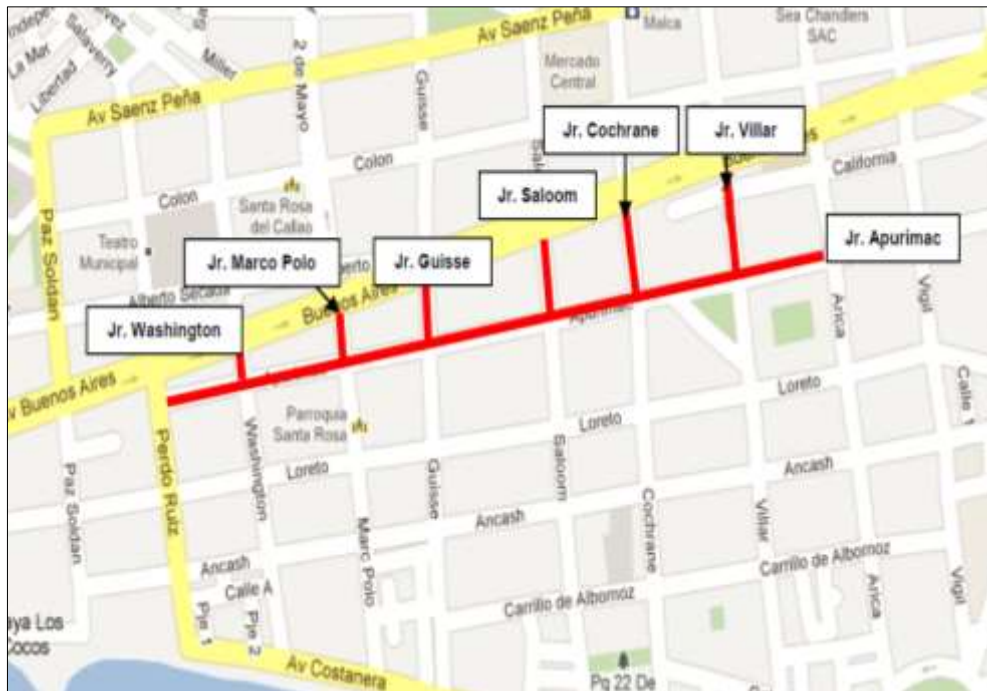 Salaverry
La Mar
Libertad
Millel
2 de Mayo
Av Saenz Peña
Malca
Sea Chandlers
SAC
Mercado
Central
Guisse
Av Saenz Peña
Jr. Cochrane
Jr. Villar
Colon
California
Colon
Santa Rosa
del Callao
Jr. Saloom
Paz Soldan
Teatro
Municipal
Jr. Marco Polo
Jr. Guisse
Jr. Apurimac
Alberto Secada
Buenos Aires
Jr. Washington
Apurimac
Arica
Vigil
Av Buenos Aires
Parroquia
Santa Rosa
Loreto
Calle 1
Loreto
Loreto
Washington
Perdo Ruiz
Paz Soldan
Guisse
Saloom
Cochrane
Villar
Ancash
Ancash
Marc Polo
Ancash
Carrillo de Albornoz
Calle A
Carrillo de Albornoz
Arica
Vigil
Pje 1
Pje 2
aya Los
Cocos
Av Costanera
Pq 22 De